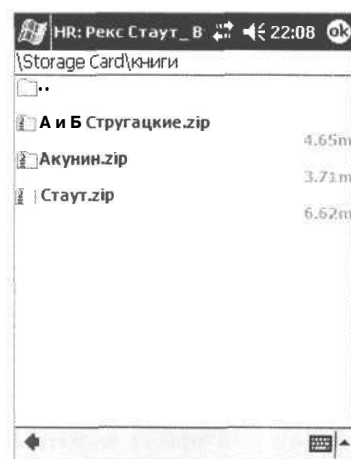 HR: Рекс Стаут_ В 22:08 ok
\Storage Card\книги
..
А и Б Стругацкие.zip
4.65m
Акунин.zip
3.71m
Стаут.zip
6.62m